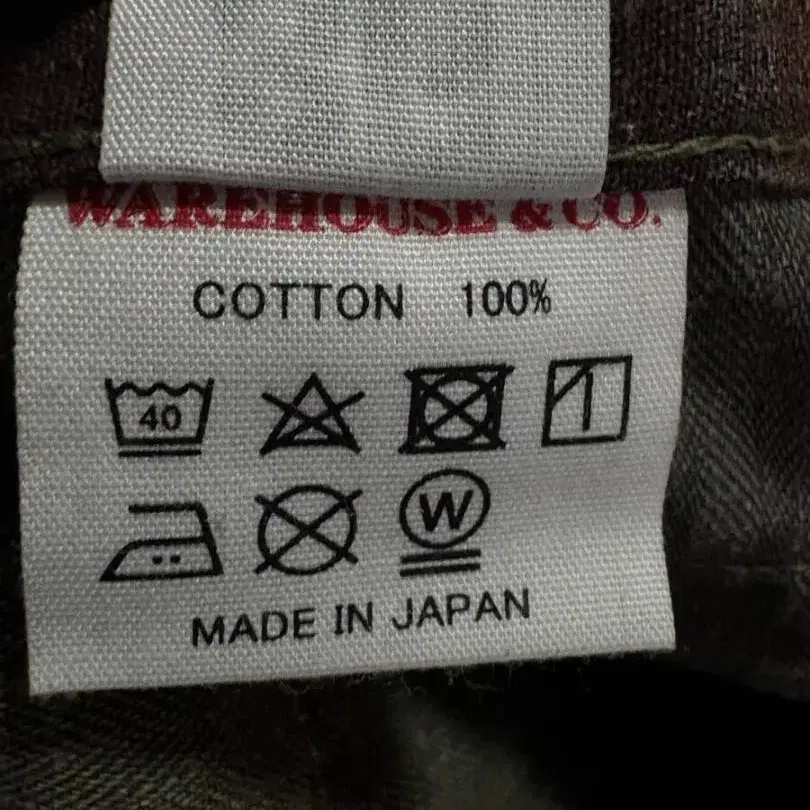 WAREHOUSE & CO.
COTTON 100%
40
W
MADE IN JAPAN